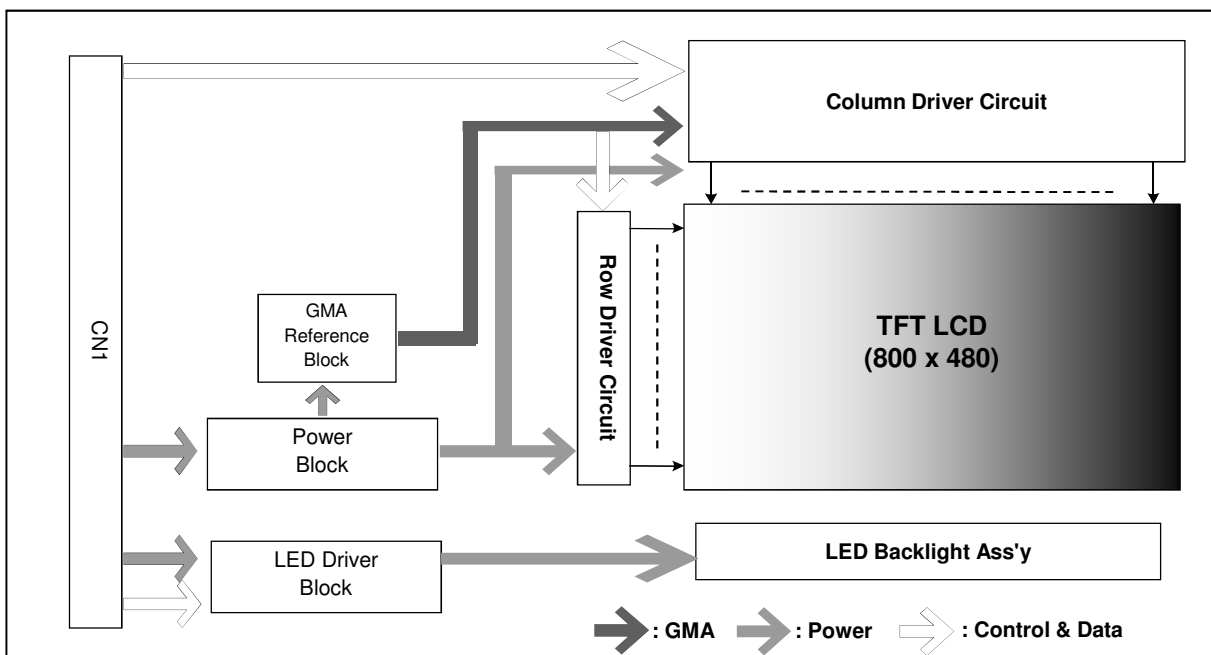 CN1
Column Driver Circuit
GMA
Reference
Block
Row Driver Circuit
TFT LCD
(800 x 480)
Power
Block
LED Driver
Block
LED Backlight Ass'y
: GMA
: Power
: Control & Data